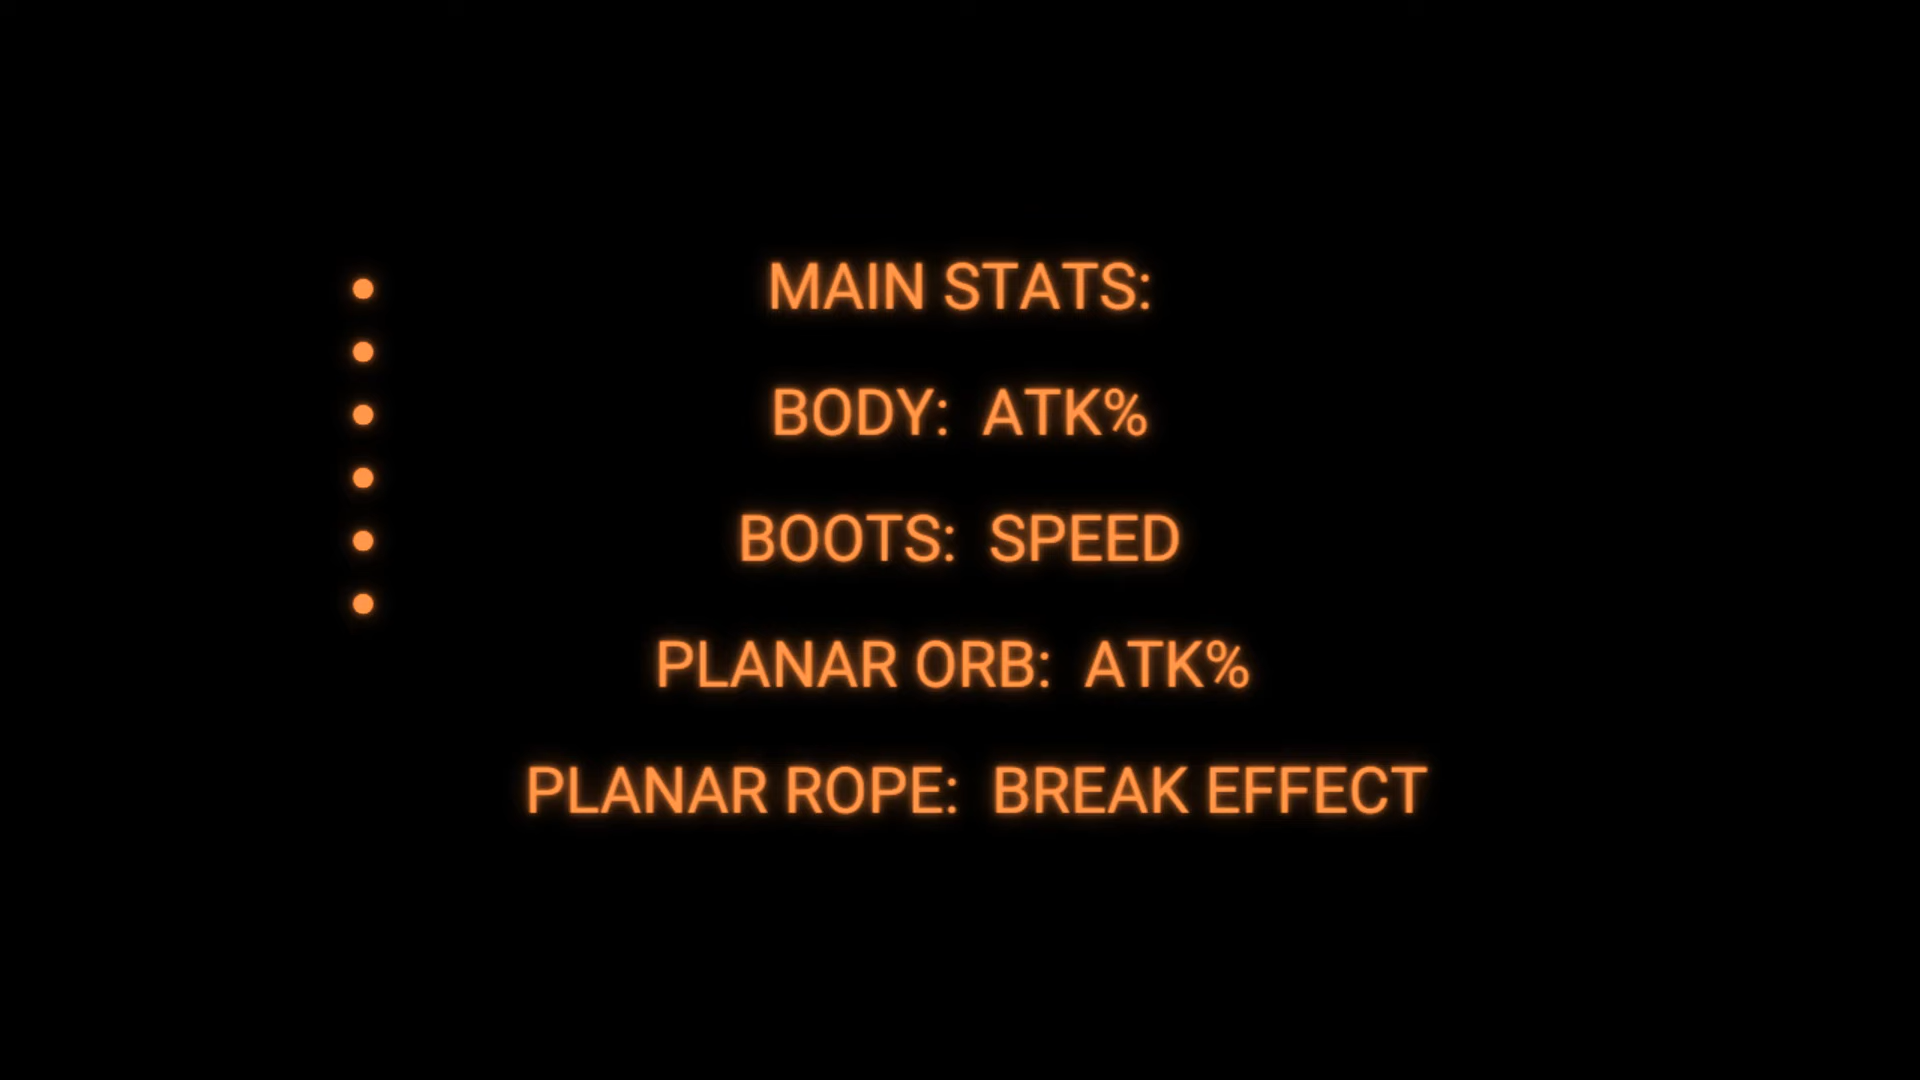 MAIN STATS:
BODY: ATK%
BOOTS: SPEED
PLANAR ORB: ATK%
PLANAR ROPE: BREAK EFFECT